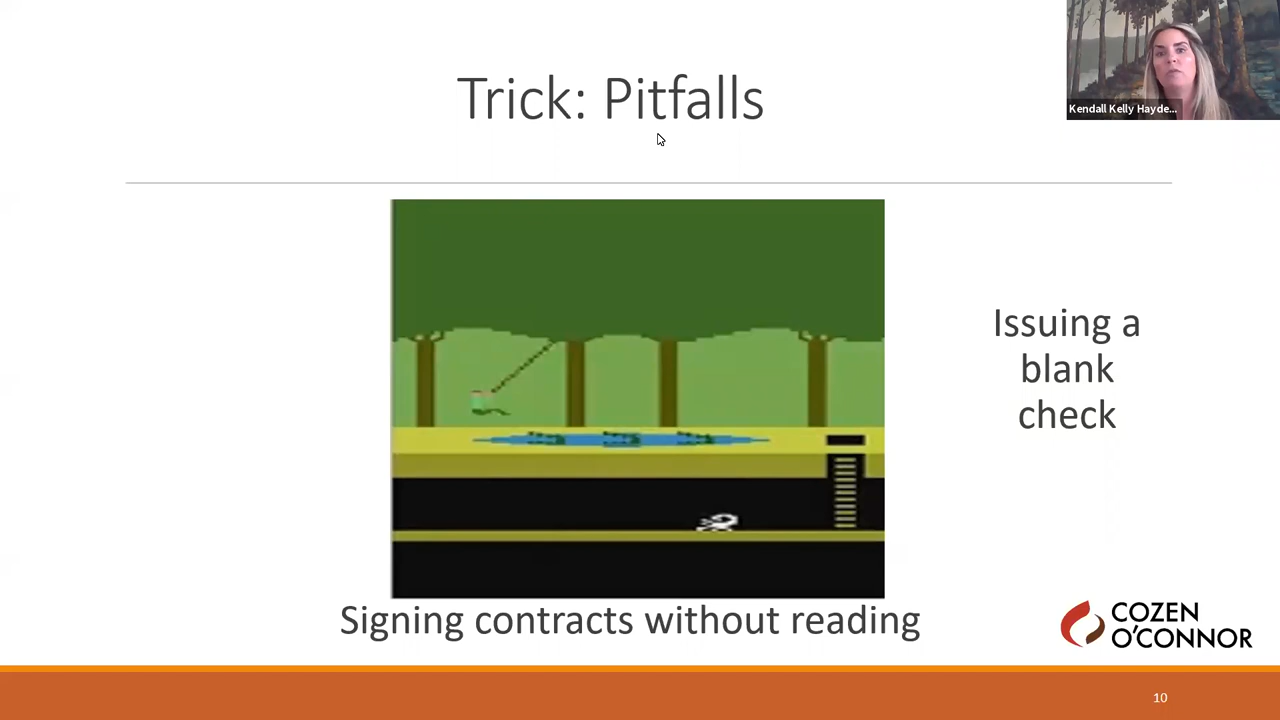 Trick: Pitfalls
Kendall Kelly Hayde...
Issuing a
blank
check
Signing contracts without reading
COZEN
O'CONNOR
10